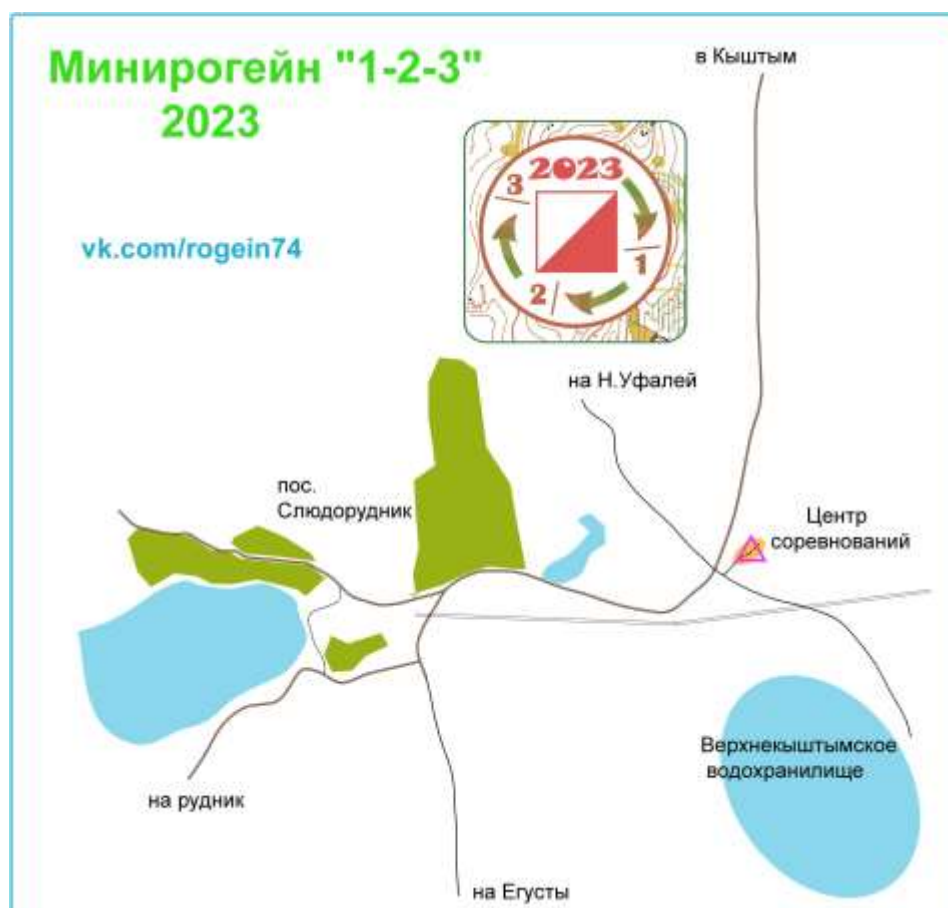 Минирогейн "1-2-3"
2023
в Кыштым
vk.com/rogein74
2023
3
1
2
на Н.Уфалей
пос.
Слюдорудник
Центр
соревнований
Верхнекыштымское
водохранилище
на рудник
на Егусты